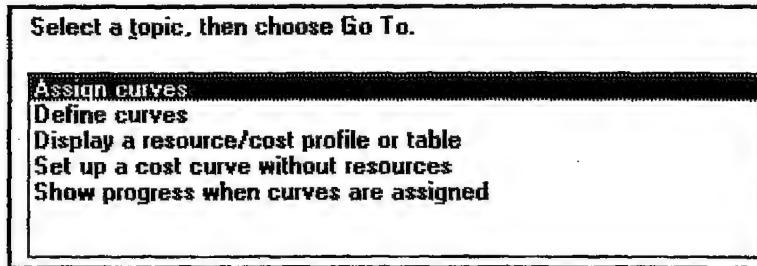 Select a topic, then choose Go To.
Assign curves
Define curves
Display a resource/cost profile or table
Set up a cost curve without resources
Show progress when curves are assigned